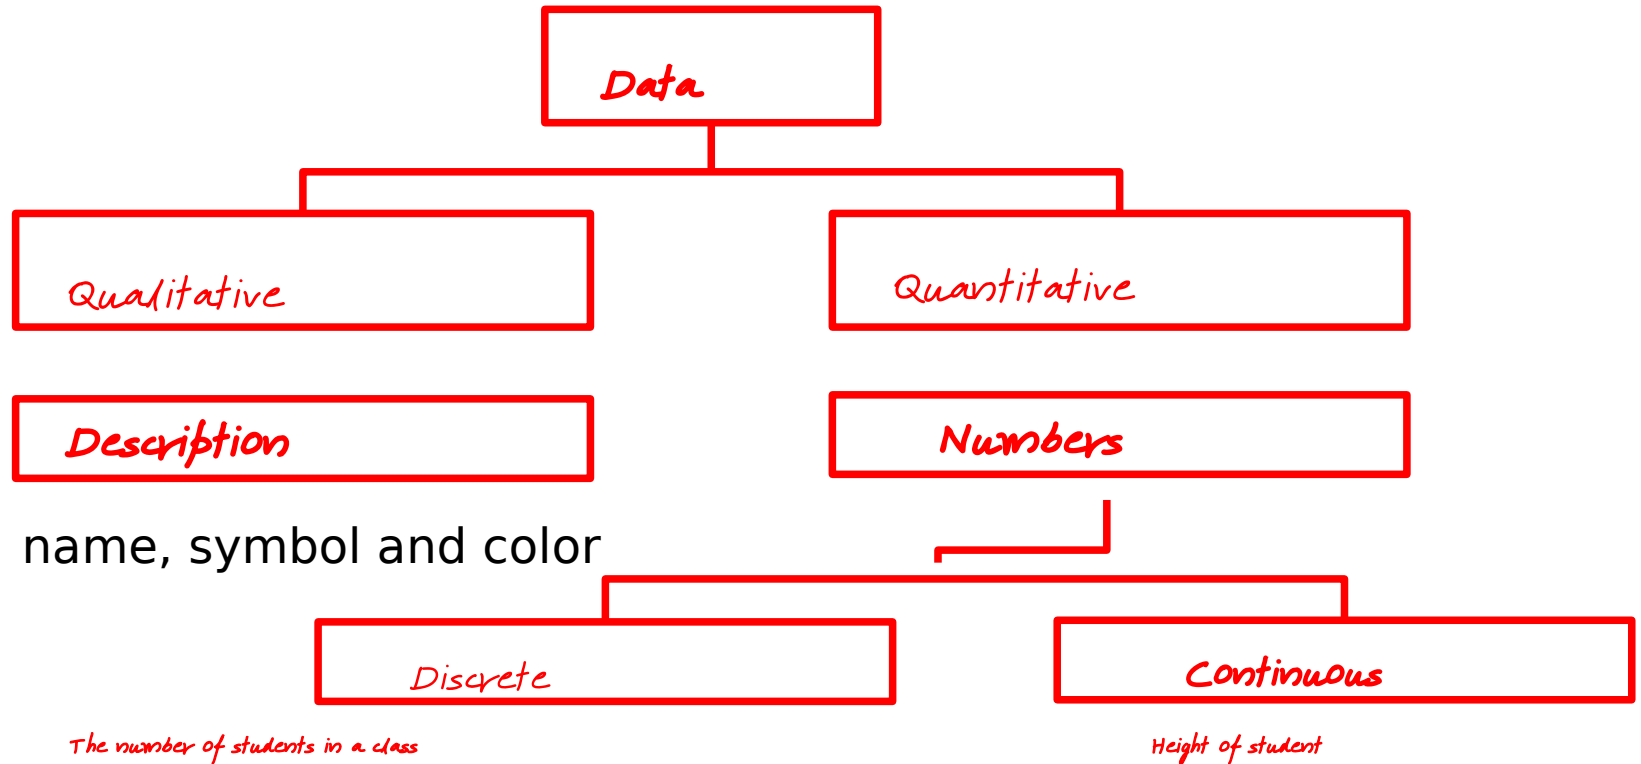 Data
Qualitative
Quantitative
Description
Numbers
name, symbol and color
Discrete
Continuous
The number of students in a class
Height of student